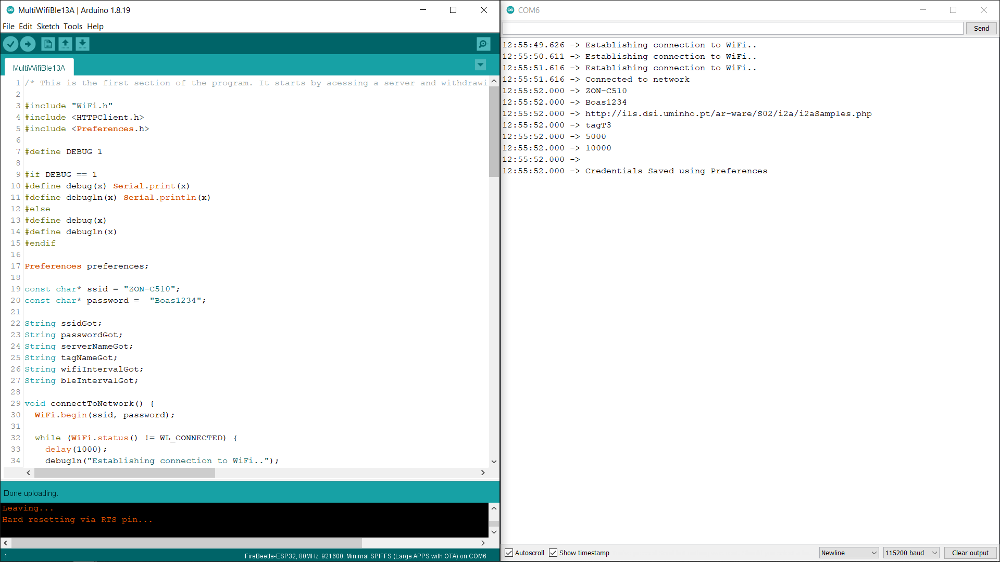 MultiWifiBle13A | Arduino 1.8.19
File Edit Sketch Tools Help
MultiWifiBle13A
1 /* This is the first section of the program. It starts by acessing a server and withdrawi
2
3 #include "WiFi.h"
4 #include <HTTPClient.h>
5 #include <Preferences.h>
6
7 #define DEBUG 1
8
9 #if DEBUG == 1
10 #define debug(x) Serial.print(x)
11 #define debugln(x) Serial.println(x)
12 #else
13 #define debug(x)
14 #define debugln(x)
15 #endif
16
17 Preferences preferences;
18
19 const char* ssid = "ZON-C510";
20 const char* password =  "Boas1234";
21
22 String ssidGot;
23 String passwordGot;
24 String serverNameGot;
25 String tagNameGot;
26 String wifiIntervalGot;
27 String bleIntervalGot;
28
29 void connectToNetwork() {
30   WiFi.begin(ssid, password);
31
32   while (WiFi.status() != WL_CONNECTED) {
33     delay(1000);
34     debugln("Establishing connection to WiFi..");
Done uploading.
Leaving...
Hard resetting via RTS pin...
1 FireBeetle-ESP32, 80MHz, 921600, Minimal SPIFFS (Large APPS with OTA) on COM6
COM6
Send
12:55:49.626 -> Establishing connection to WiFi..
12:55:50.611 -> Establishing connection to WiFi..
12:55:51.616 -> Establishing connection to WiFi..
12:55:51.616 -> Connected to network
12:55:52.000 -> ZON-C510
12:55:52.000 -> Boas1234
12:55:52.000 -> http://ils.dsi.uminho.pt/ar-ware/S02/i2a/i2aSamples.php
12:55:52.000 -> tagT3
12:55:52.000 -> 5000
12:55:52.000 -> 10000
12:55:52.000 ->
12:55:52.000 -> Credentials Saved using Preferences
Autoscroll Show timestamp Newline 115200 baud Clear output